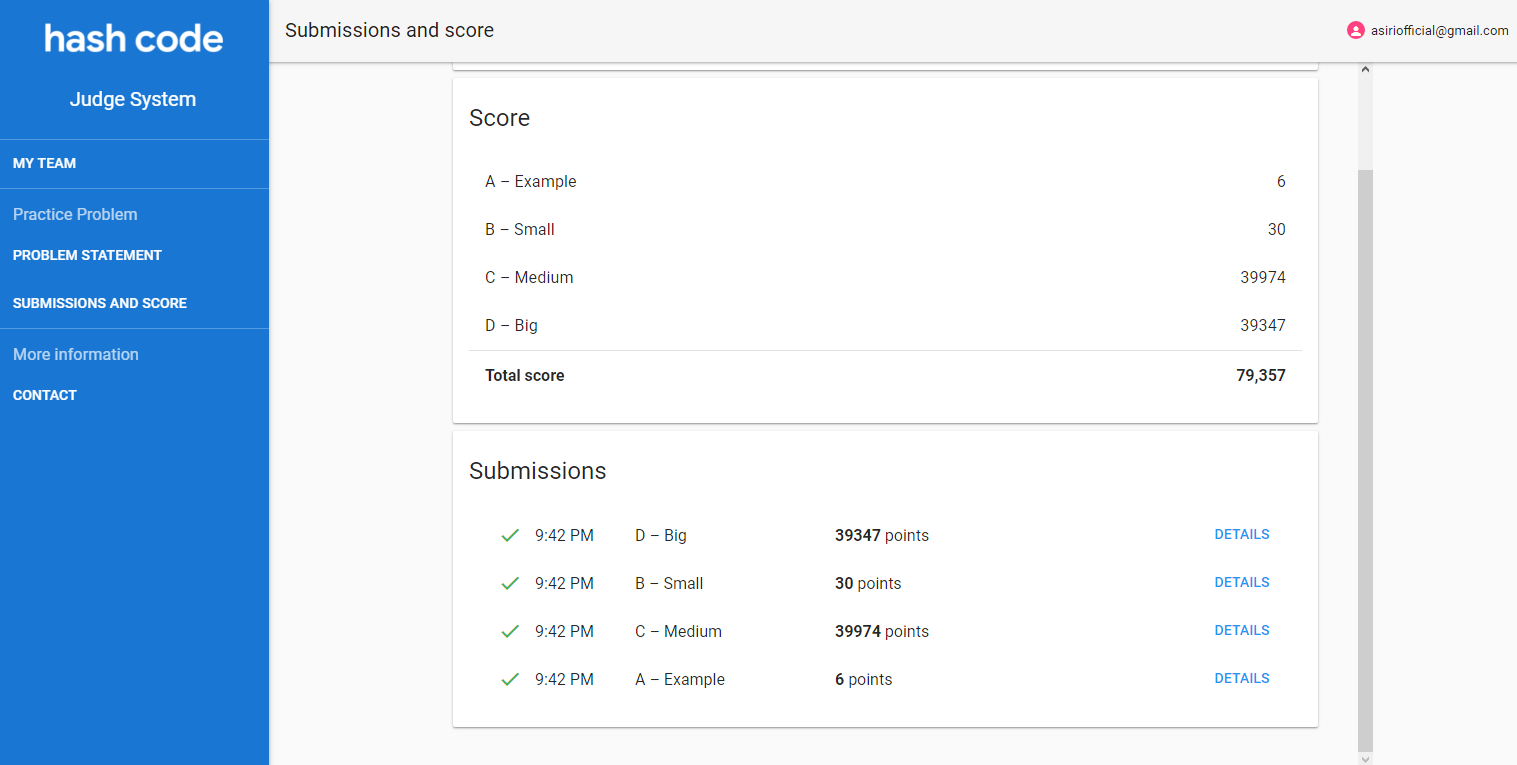 hash code
Judge System
MY TEAM
Practice Problem
PROBLEM STATEMENT
SUBMISSIONS AND SCORE
More information
CONTACT
Submissions and score
asiriofficial@gmail.com
Score
A – Example 6
B – Small 30
C – Medium 39974
D – Big 39347
Total score 79,357
Submissions
9:42 PM D – Big 39347 points DETAILS
9:42 PM B – Small 30 points DETAILS
9:42 PM C – Medium 39974 points DETAILS
9:42 PM A – Example 6 points DETAILS